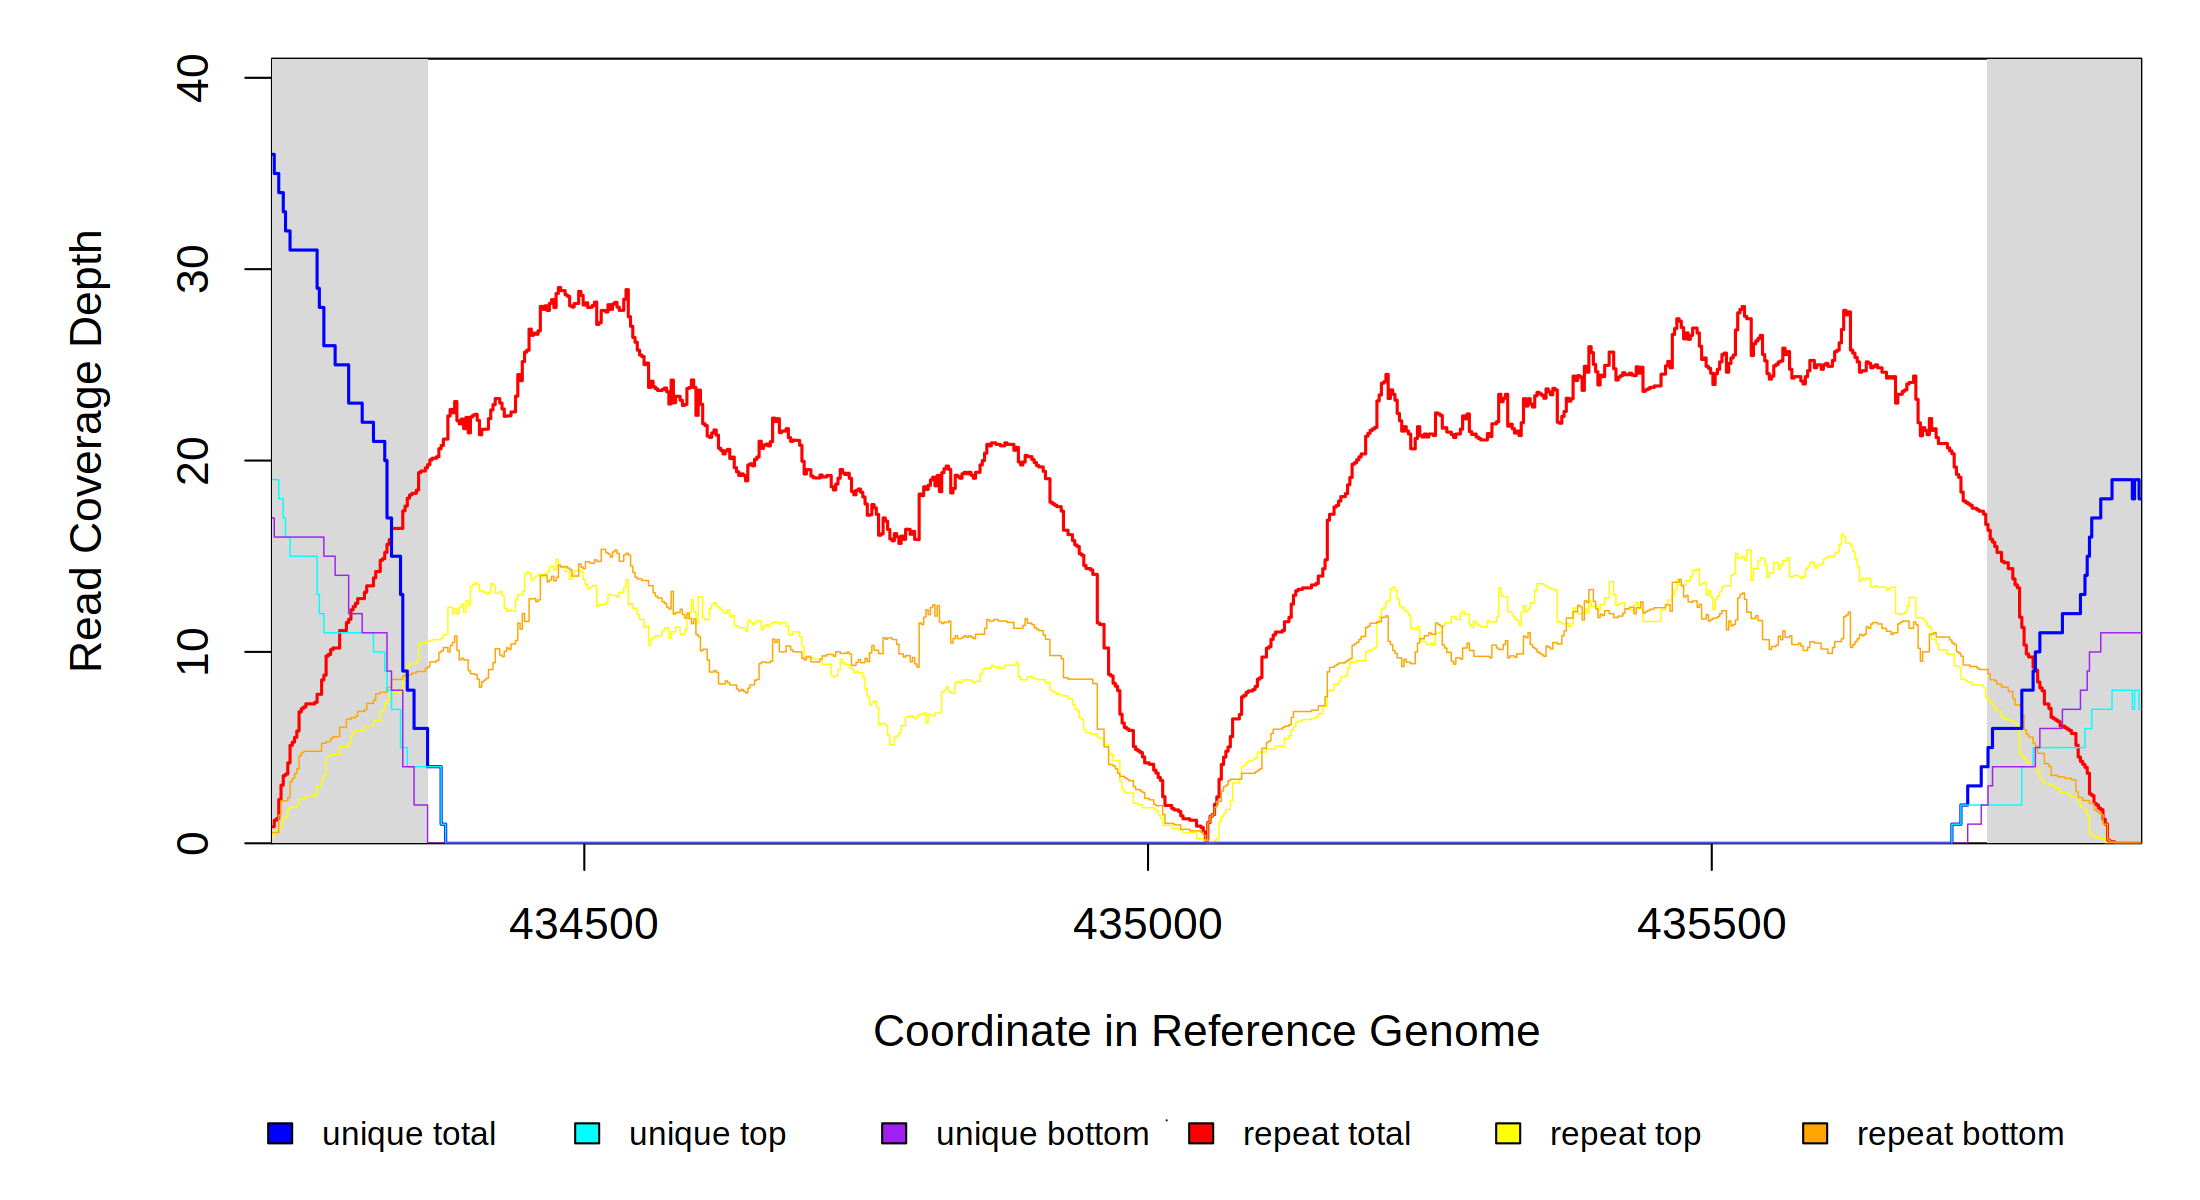 Read Coverage Depth
40
30
20
10
0
434500 435000 435500
Coordinate in Reference Genome
unique total unique top unique bottom repeat total repeat top repeat bottom